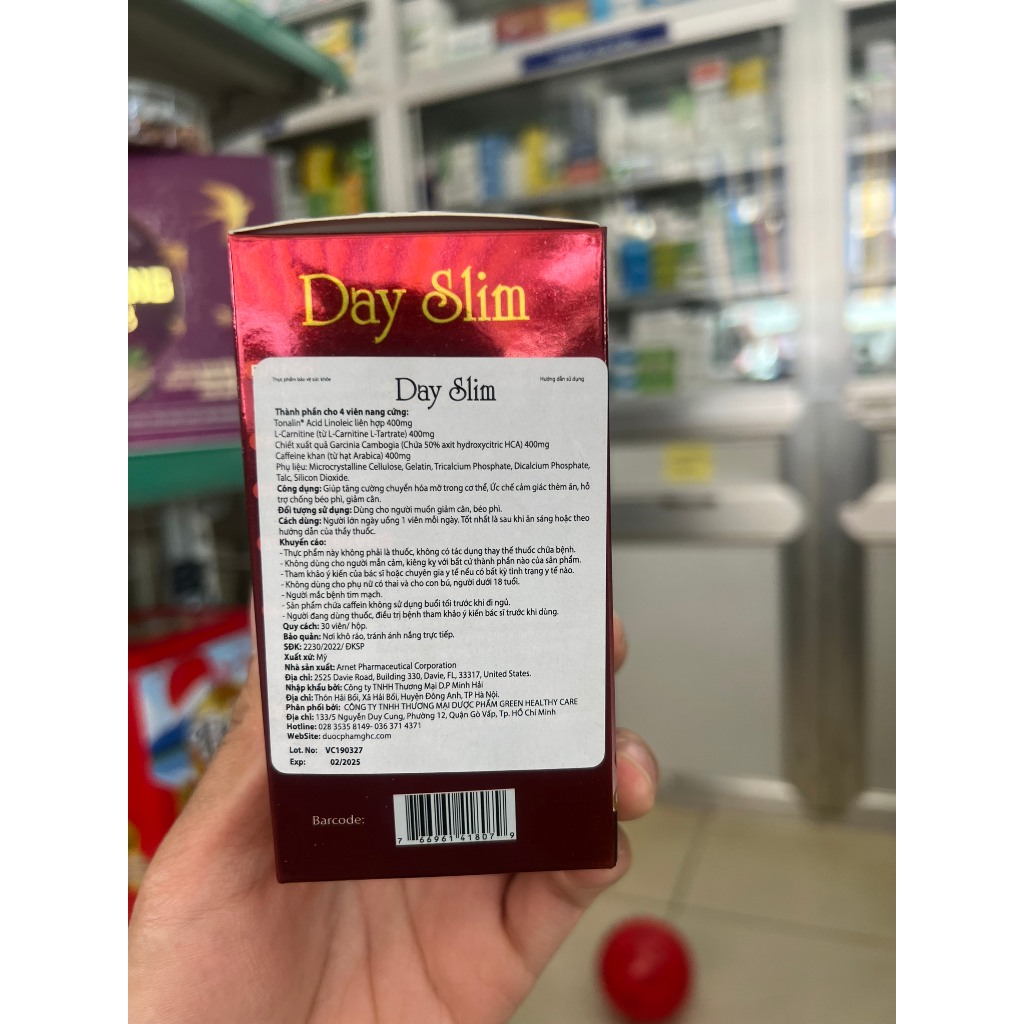 Day Slim
Thực phẩm bảo vệ sức khỏe
Hướng dẫn sử dụng
Day Slim
Thành phần cho 4 viên nang cứng:
Tonalin* Acid Linoleic liên hợp 400mg
L-Carnitine (từ L-Carnitine L-Tartrate) 400mg
Chiết xuất quả Garcinia Cambogia (Chứa 50% axit hydroxycitric HCA) 400mg
Caffeine khan (từ hạt Arabica) 400mg
Phụ liệu: Microcrystalline Cellulose, Gelatin, Tricalcium Phosphate, Dicalcium Phosphate,
Talc, Silicon Dioxide.
Công dụng: Giúp tăng cường chuyển hóa mỡ trong cơ thể, Ức chế cảm giác thèm ăn, hỗ
trợ chống béo phì, giảm cân.
Đối tượng sử dụng: Dùng cho người muốn giảm cân, béo phì.
Cách dùng: Người lớn ngày uống 1 viên mỗi ngày. Tốt nhất là sau khi ăn sáng hoặc theo
hướng dẫn của thầy thuốc.
Khuyến cáo:
- Thực phẩm này không phải là thuốc, không có tác dụng thay thế thuốc chữa bệnh.
- Không dùng cho người mẫn cảm, kiêng kỵ với bất cứ thành phần nào của sản phẩm.
- Tham khảo ý kiến của bác sĩ hoặc chuyên gia y tế nếu có bất kỳ tình trạng y tế nào.
- Không dùng cho phụ nữ có thai và cho con bú, người dưới 18 tuổi.
- Người mắc bệnh tim mạch.
- Sản phẩm chứa caffein không sử dụng buổi tối trước khi đi ngủ.
- Người đang dùng thuốc, điều trị bệnh tham khảo ý kiến bác sĩ trước khi dùng.
Quy cách: 30 viên/ hộp.
Bảo quản: Nơi khô ráo, tránh ánh nắng trực tiếp.
SĐK: 2230/2022/ ĐKSP
Xuất xứ: Mỹ
Nhà sản xuất: Arnet Pharmaceutical Corporation
Địa chỉ: 2525 Davie Road, Building 330, Davie, FL, 33317, United States.
Nhập khẩu bởi: Công ty TNHH Thương Mại D.P Minh Hải
Địa chỉ: Thôn Hải Bối, Xã Hải Bối, Huyện Đông Anh, TP Hà Nội.
Phân phối bởi: CÔNG TY TNHH THƯƠNG MẠI DƯỢC PHẨM GREEN HEALTHY CARE
Địa chỉ: 133/5 Nguyễn Duy Cung, Phường 12, Quận Gò Vấp, Tp. HỒ Chí Minh
Hotline: 028 3535 8149- 036 371 4371
WebSite: duocphamghc.com
Lot. No: VC190327
Exp: 02/2025
Barcode:
7 66961 41807 9